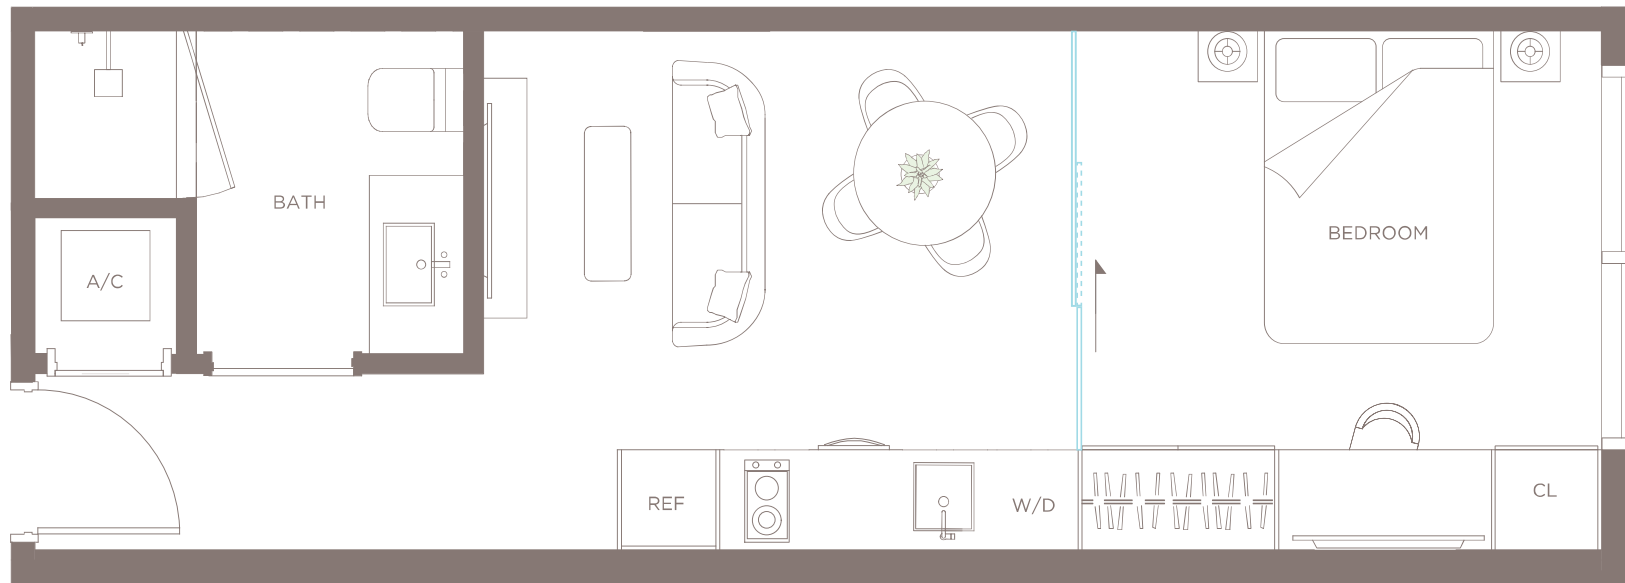 BATH
BEDROOM
A/C
REF
W/D
CL